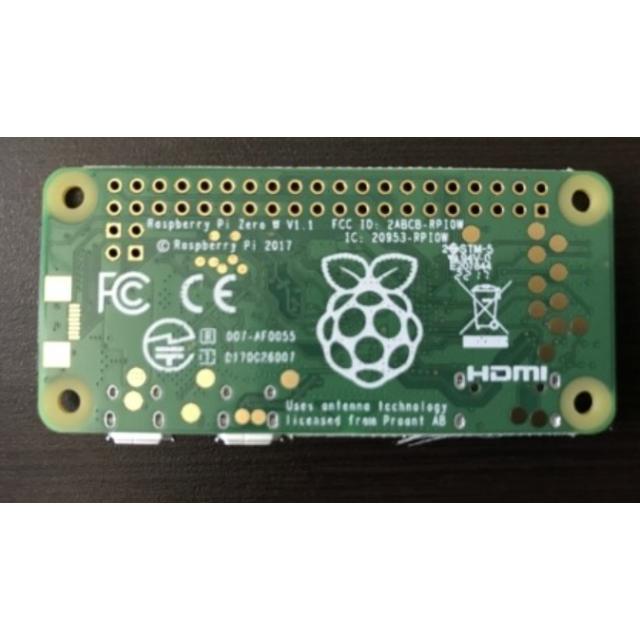 Raspberry Pi Zero W V1.1
© Raspberry Pi 2017
FCC ID: 2ABCB-RPI0W
IC: 20953-RPI0W
FC CE
R 007-AF0055
T D170026007
HDMI
Uses antenna technology
licensed from Proant AB